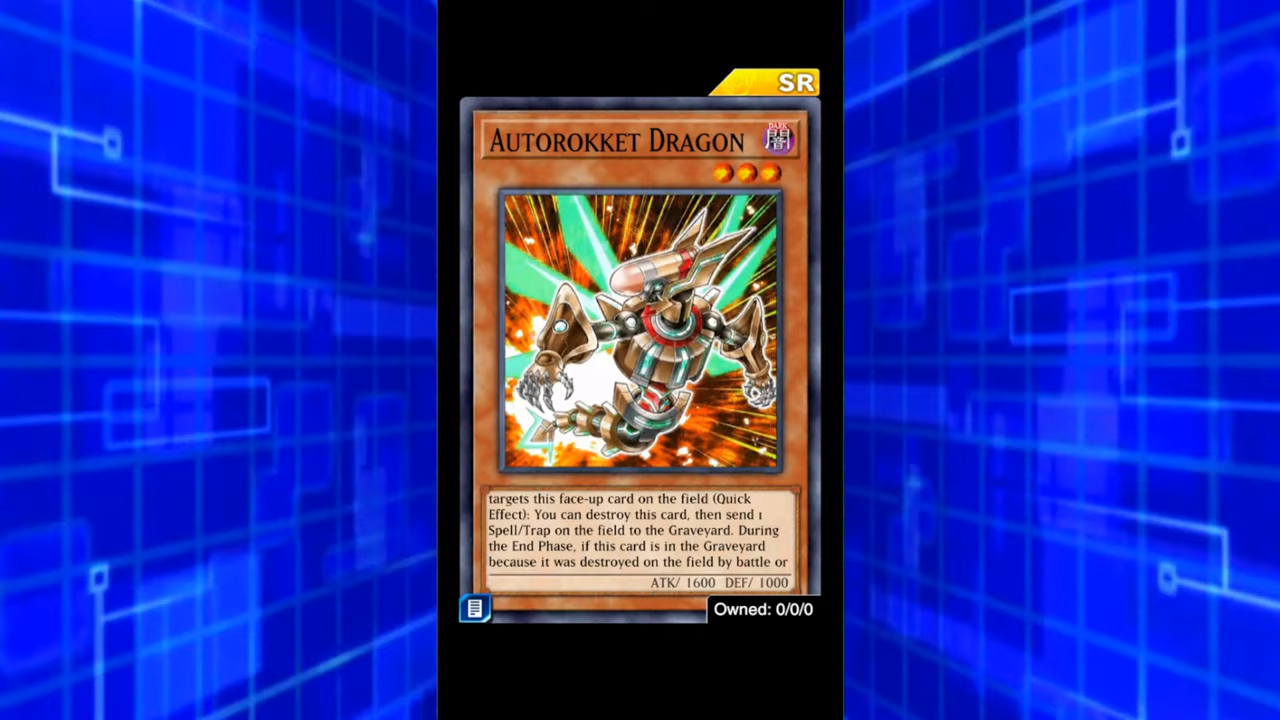 SR
AUTOROKKET DRAGON
DARK
闇
targets this face-up card on the field (Quick
Effect): You can destroy this card, then send 1
Spell/Trap on the field to the Graveyard. During
the End Phase, if this card is in the Graveyard
because it was destroyed on the field by battle or
ATK/ 1600 DEF/ 1000
Owned: 0/0/0